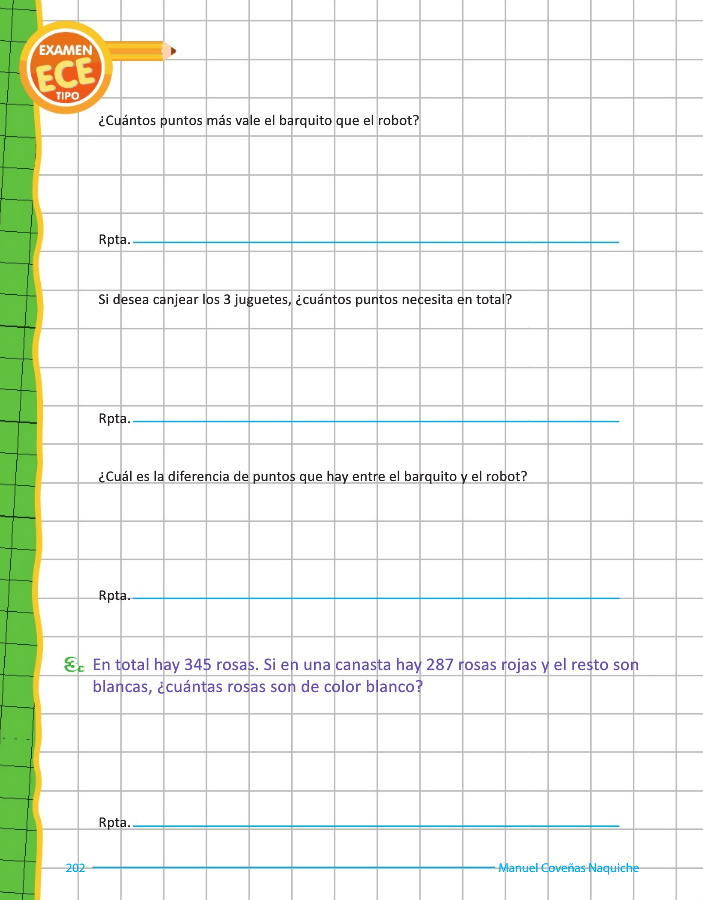 EXAMEN
ECE
TIPO
¿Cuántos puntos más vale el barquito que el robot?
Rpta.
Si desea canjear los 3 juguetes, ¿cuántos puntos necesita en total?
Rpta.
¿Cuál es la diferencia de puntos que hay entre el barquito y el robot?
Rpta.
En total hay 345 rosas. Si en una canasta hay 287 rosas rojas y el resto son
blancas, ¿cuántas rosas son de color blanco?
Rpta.
202
Manuel Coveñas Naquiche